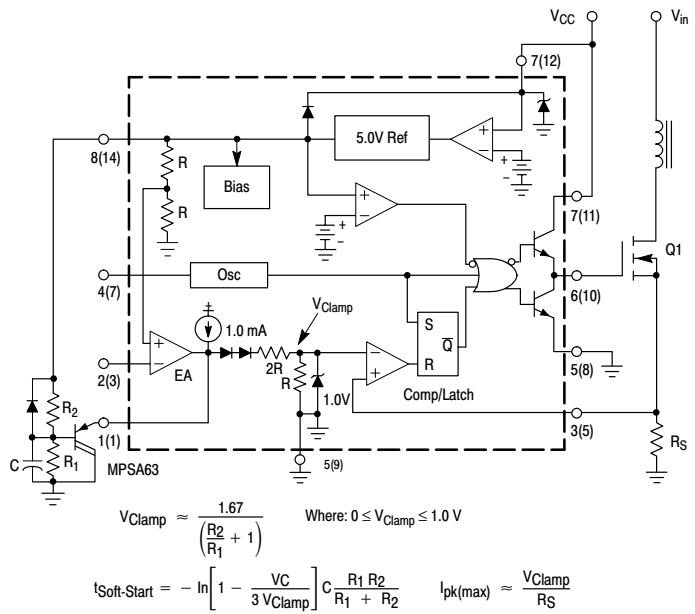 VCC
Vin
7(12)
8(14)
R
R
Bias
5.0V Ref
+
−
+
−
+
−
+
−
7(11)
Q1
4(7)
Osc
6(10)
+
1.0 mA
VClamp
S
Q̅
R
5(8)
+
−
EA
2R
R
1.0V
−
+
Comp/Latch
2(3)
3(5)
R2
1(1)
C
R1
MPSA63
5(9)
RS
VClamp ≈ 1.67 / (R2/R1 + 1) Where: 0 ≤ VClamp ≤ 1.0 V
tSoft-Start = − In[1 − VC / 3 VClamp] C R1 R2 / R1 + R2 Ipk(max) ≈ VClamp / RS